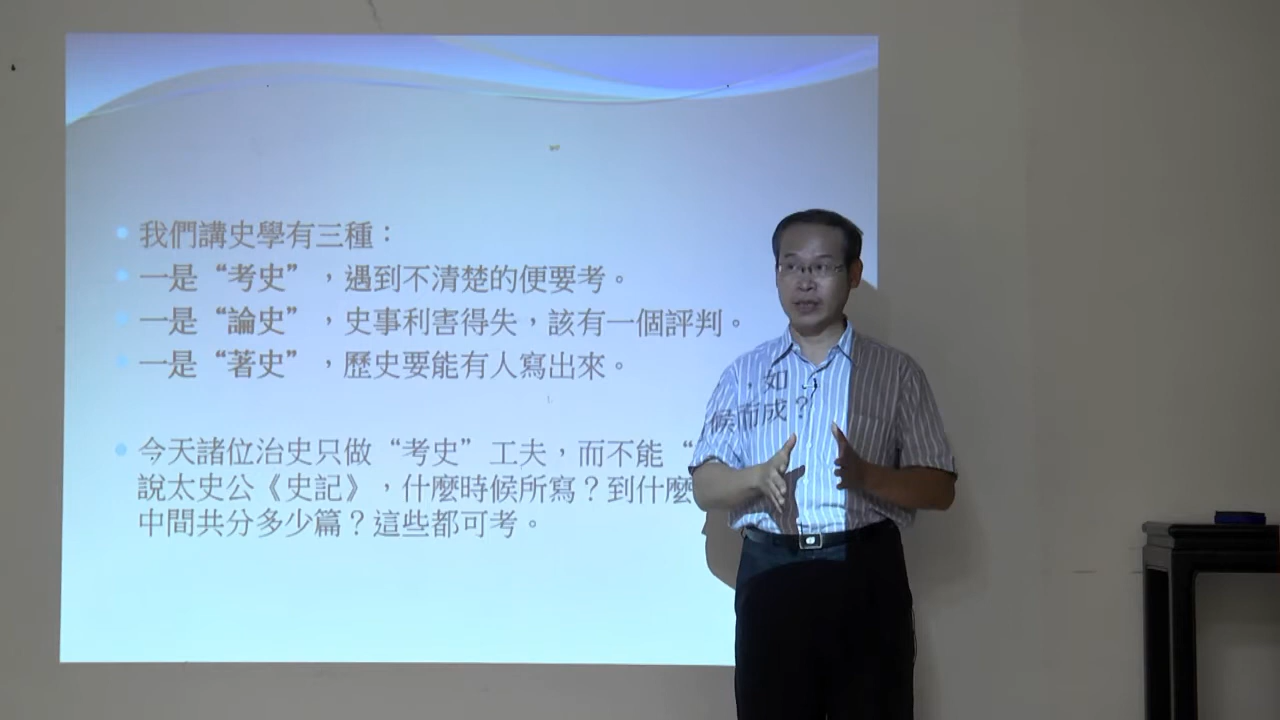 我們講史學有三種：
一是“考史”，遇到不清楚的便要考。
一是“論史”，史事利害得失，該有一個評判。
一是“著史”，歷史要能有人寫出來。
今天諸位治史只做“考史”工夫，而不能“ ，如
說太史公《史記》，什麼時候所寫？到什麼 候而成？
中間共分多少篇？這些都可考。